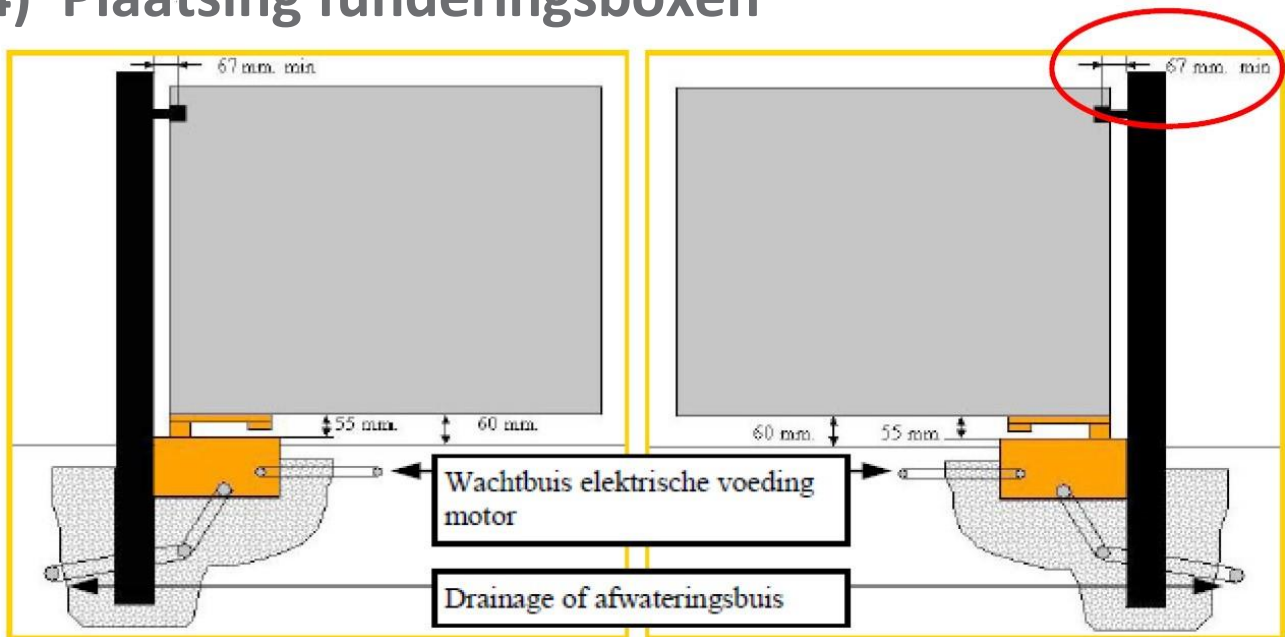 4) Plaatsing funderingsboxen
67 mm. min
67 mm. min
55 mm.
60 mm.
60 mm.
55 mm
Wachtbuis elektrische voeding
motor
Drainage of afwateringsbuis